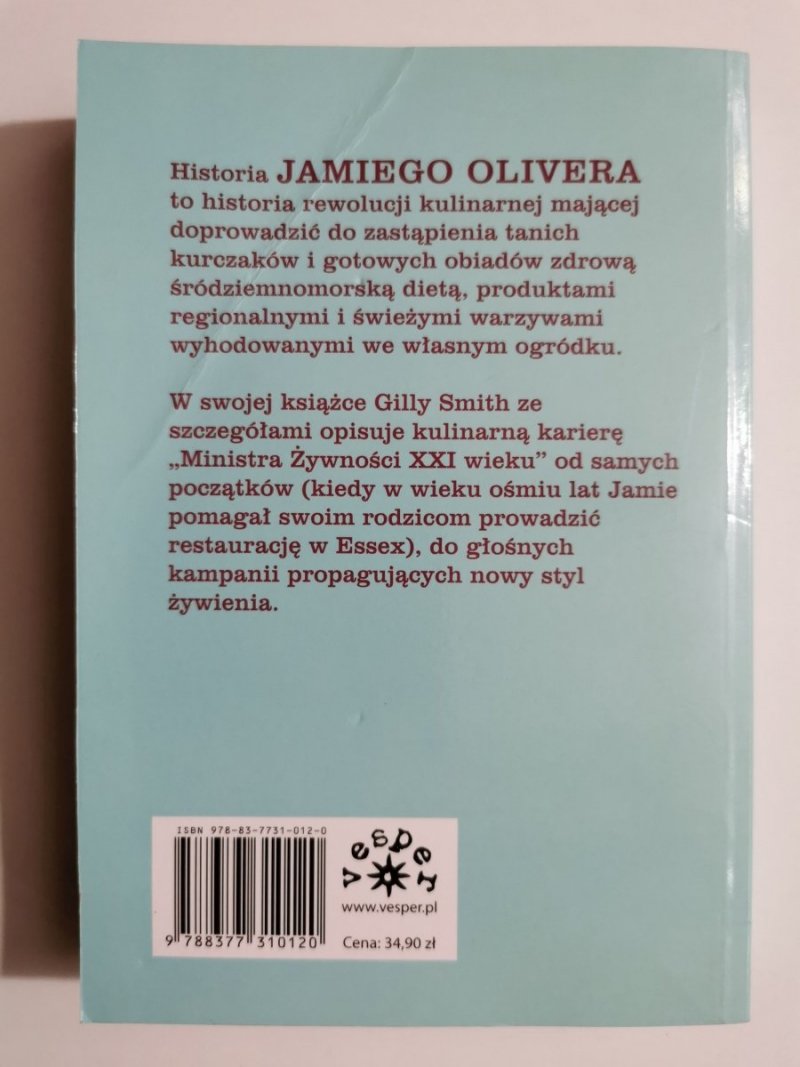 Historia JAMIEGO OLIVERA
to historia rewolucji kulinarnej mającej
doprowadzić do zastąpienia tanich
kurczaków i gotowych obiadów zdrową
śródziemnomorską dietą, produktami
regionalnymi i świeżymi warzywami
wyhodowanymi we własnym ogródku.
W swojej książce Gilly Smith ze
szczegółami opisuje kulinarną karierę
„Ministra Żywności XXI wieku” od samych
początków (kiedy w wieku ośmiu lat Jamie
pomagał swoim rodzicom prowadzić
restaurację w Essex), do głośnych
kampanii propagujących nowy styl
żywienia.
ISBN 978-83-7731-012-0
9 788377 310120
vesper
www.vesper.pl
Cena: 34,90 zł